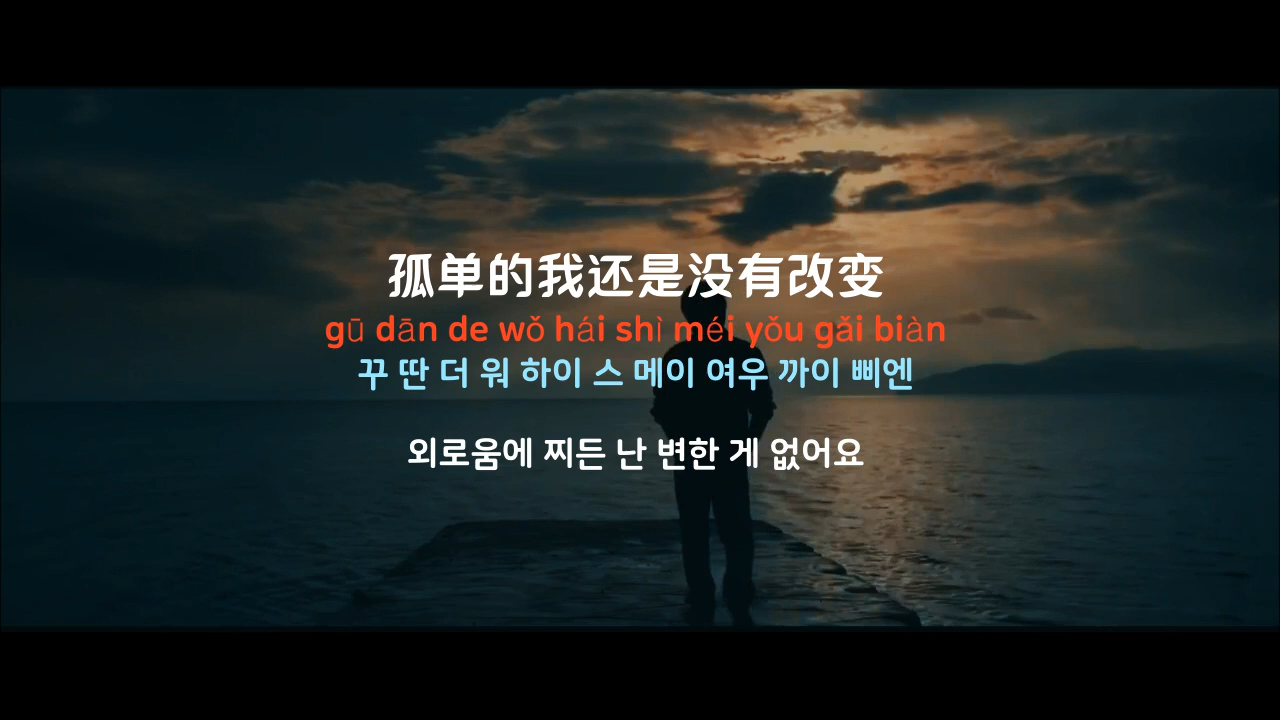 孤单的我还是没有改变
gū dān de wǒ hái shì méi yǒu gǎi biàn
꾸 딴 더 워 하이 스 메이 여우 까이 삐엔
외로움에 찌든 난 변한 게 없어요